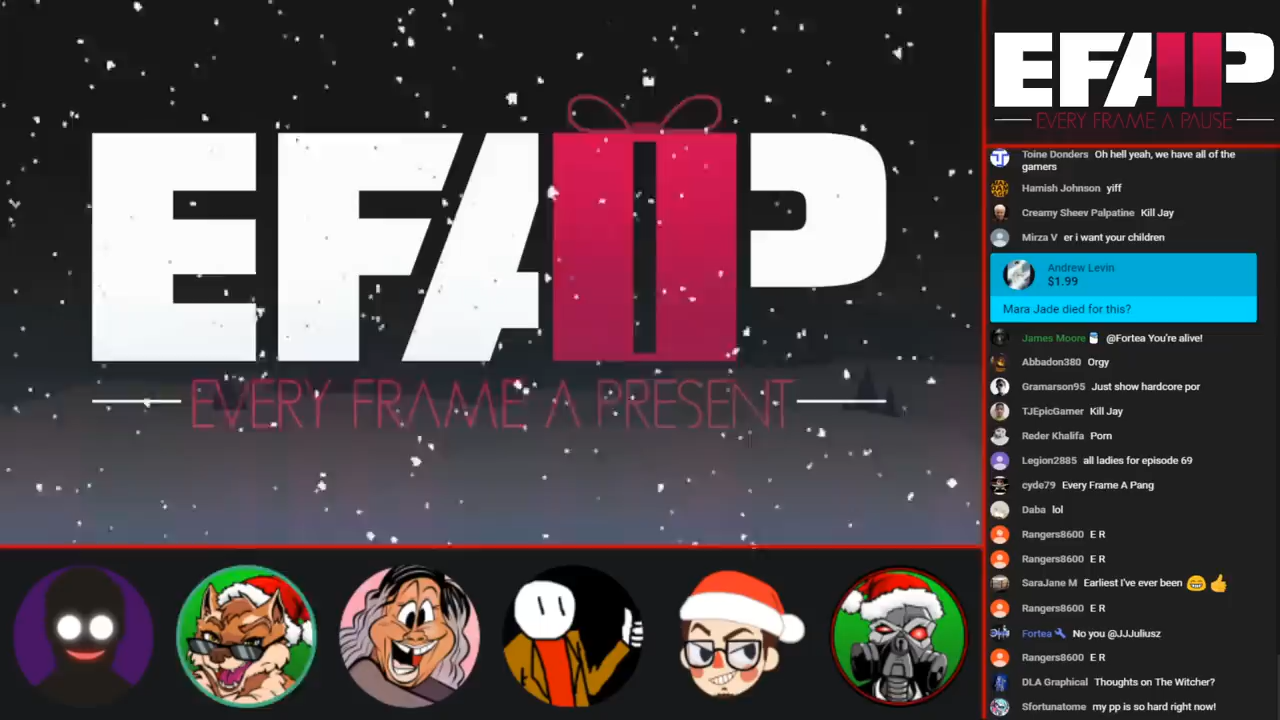 EFAP
EVERY FRAME A PRESENT
EFAP
EVERY FRAME A PAUSE
Toine Donders Oh hell yeah, we have all of the
gamers
Hamish Johnson yiff
Creamy Sheev Palpatine Kill Jay
Mirza V er i want your children
Andrew Levin
$1.99
Mara Jade died for this?
James Moore @Fortea You're alive!
Abbadon380 Orgy
Gramarson95 Just show hardcore por
TJEpicGamer Kill Jay
Reder Khalifa Porn
Legion2885 all ladies for episode 69
cyde79 Every Frame A Pang
Daba lol
Rangers8600 E R
Rangers8600 E R
SaraJane M Earliest I've ever been 😂 👍
Rangers8600 E R
Fortea No you @JJJuliusz
Rangers8600 E R
DLA Graphical Thoughts on The Witcher?
Sfortunatome my pp is so hard right now!